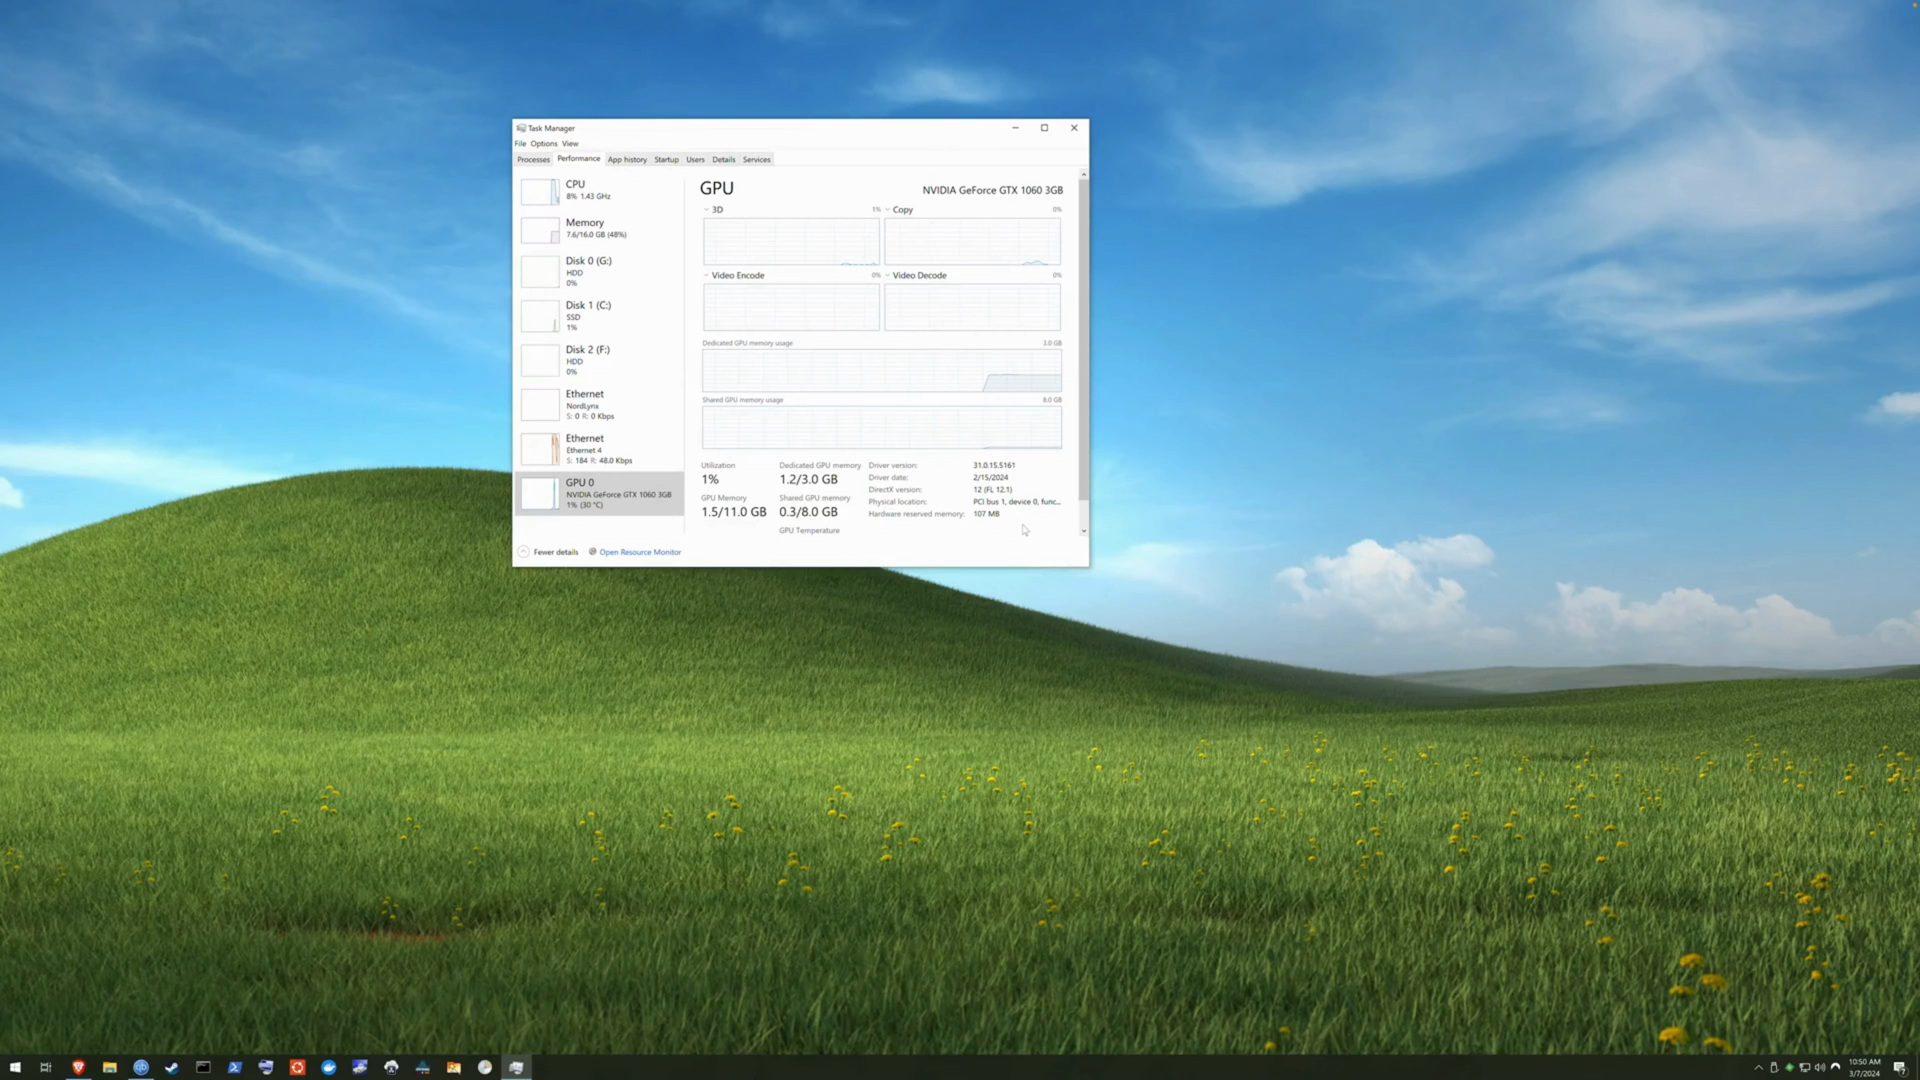 Task Manager
File Options View
Processes Performance App history Startup Users Details Services
CPU
8% 1.43 GHz
Memory
7.6/16.0 GB (48%)
Disk 0 (G:)
HDD
0%
Disk 1 (C:)
SSD
1%
Disk 2 (F:)
HDD
0%
Ethernet
NordLynx
S: 0 R: 0 Kbps
Ethernet
Ethernet 4
S: 184 R: 48.0 Kbps
GPU 0
NVIDIA GeForce GTX 1060 3GB
1% (30 °C)
GPU NVIDIA GeForce GTX 1060 3GB
3D 1% Copy 0%
Video Encode 0% Video Decode 0%
Dedicated GPU memory usage 3.0 GB
Shared GPU memory usage 8.0 GB
Utilization
1%
Dedicated GPU memory
1.2/3.0 GB
GPU Memory
1.5/11.0 GB
Shared GPU memory
0.3/8.0 GB
GPU Temperature
Driver version: 31.0.15.5161
Driver date: 2/15/2024
DirectX version: 12 (FL 12.1)
Physical location: PCI bus 1, device 0, func...
Hardware reserved memory: 107 MB
Fewer details Open Resource Monitor
10:50 AM
3/7/2024